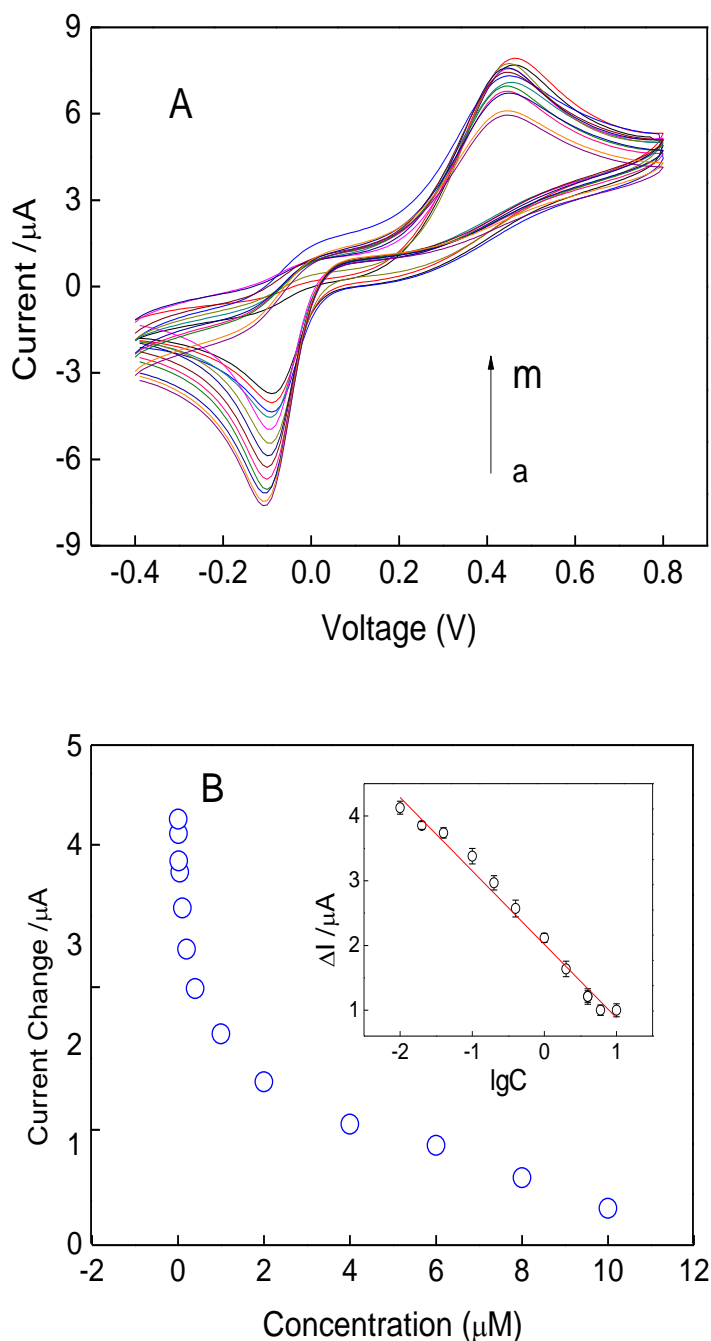 9
6
3
0
-3
-6
-9
Current /μA
A
m
a
-0.4 -0.2 0.0 0.2 0.4 0.6 0.8
Voltage (V)
5
4
3
2
1
0
Current Change /μA
B
4
3
2
1
ΔI /μA
-2 -1 0 1
lgC
-2 0 2 4 6 8 10 12
Concentration (μM)